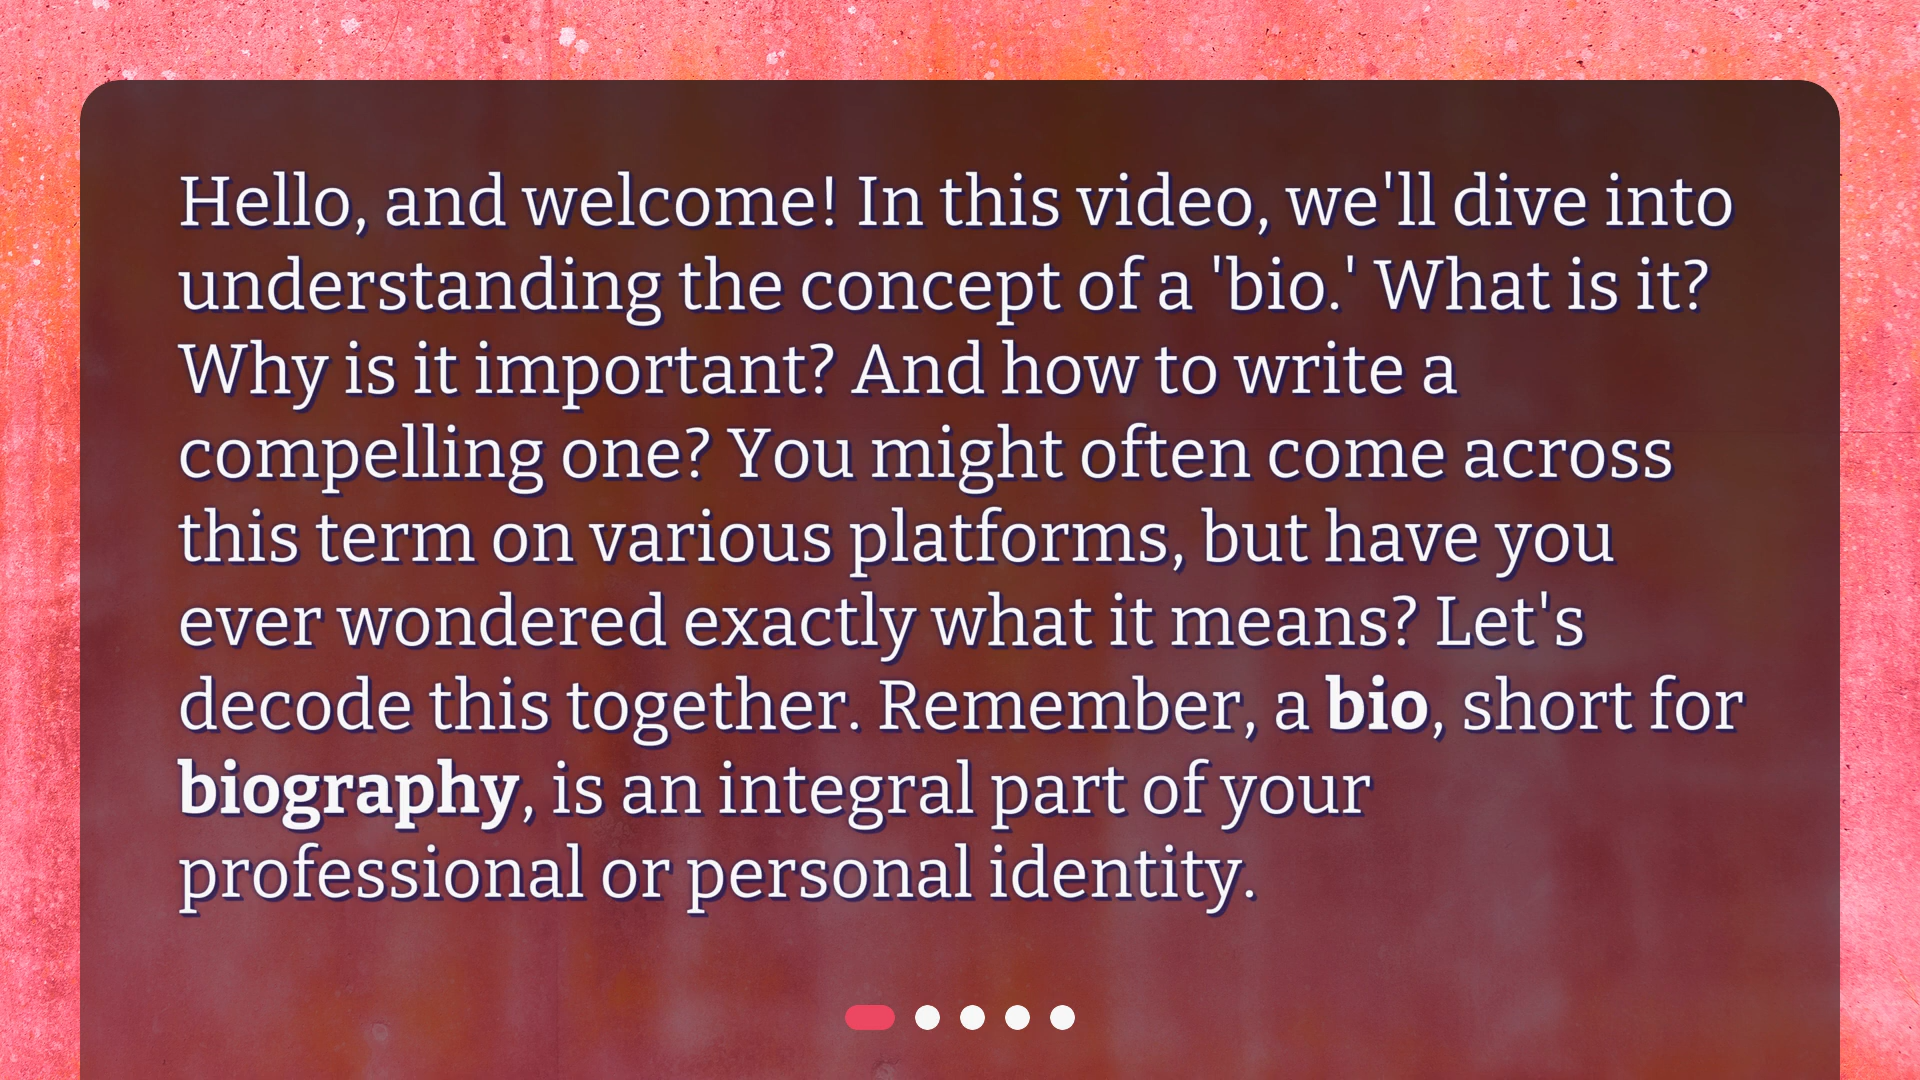 Hello, and welcome! In this video, we'll dive into
understanding the concept of a 'bio.' What is it?
Why is it important? And how to write a
compelling one? You might often come across
this term on various platforms, but have you
ever wondered exactly what it means? Let's
decode this together. Remember, a bio, short for
biography, is an integral part of your
professional or personal identity.